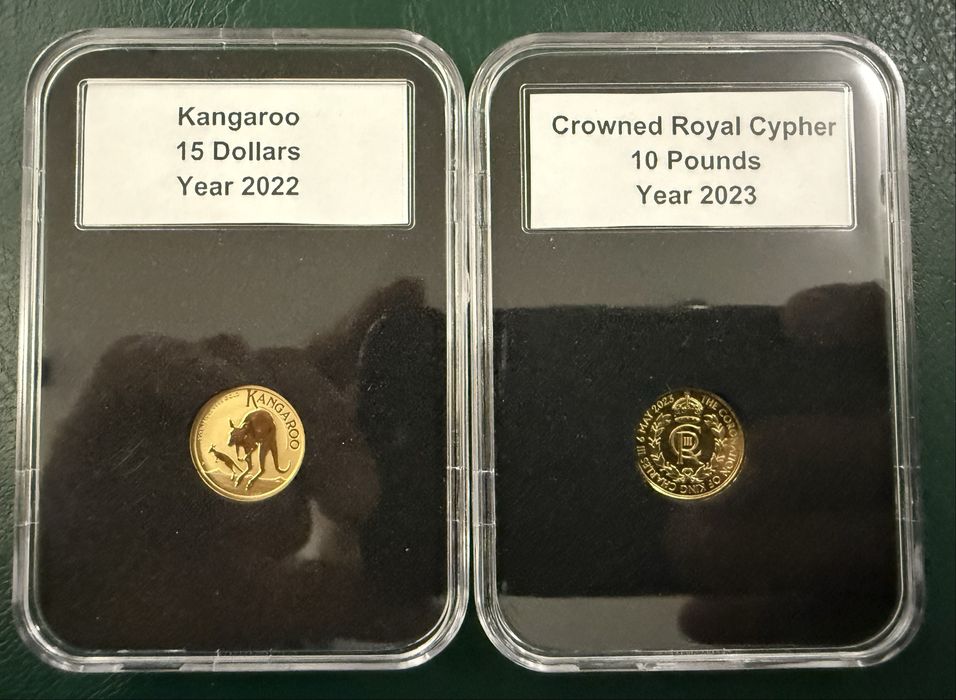 Kangaroo
15 Dollars
Year 2022
Crowned Royal Cypher
10 Pounds
Year 2023
KANGAROO
THE CORONATION OF KING CHARLES III 6 MAY 2023